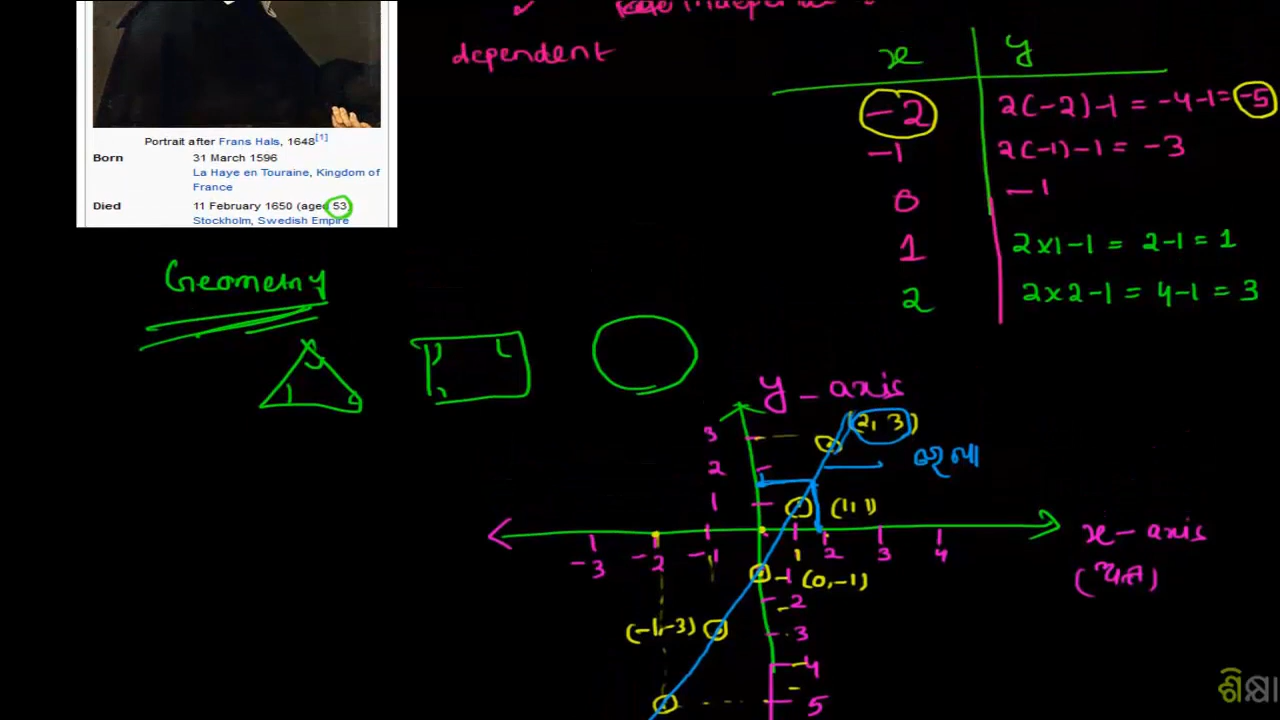 dependent
Portrait after Frans Hals, 1648[1]
Born 31 March 1596
La Haye en Touraine, Kingdom of
France
Died 11 February 1650 (aged 53)
Stockholm, Swedish Empire
Geometry
x y
-2 2(-2)-1 = -4-1 = -5
-1 2(-1)-1 = -3
0 -1
1 2x1-1 = 2-1 = 1
2 2x2-1 = 4-1 = 3
y-axis
(2, 3)
3
2
1 (1, 1)
x-axis
-3 -2 -1 1 2 3 4
-1 (0, -1)
-2
(-1, -3) -3
-4
5
ଶିକ୍ଷା